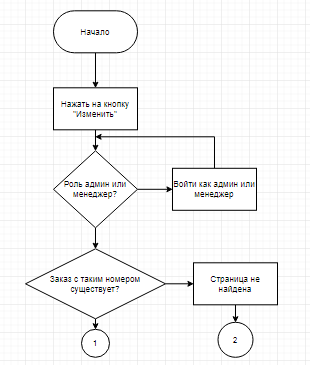 Начало
Нажать на кнопку
"Изменить"
Роль админ или
менеджер?
Войти как админ или
менеджер
Заказ с таким номером
существует?
Страница не
найдена
1
2